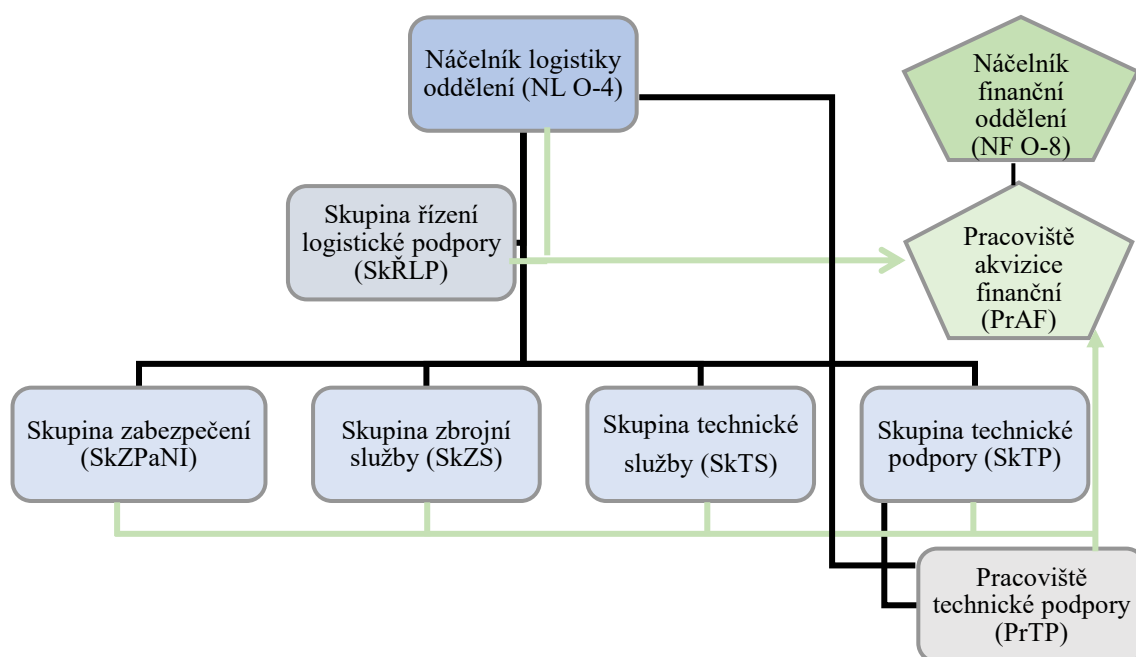 Náčelník logistiky
oddělení (NL O-4)
Náčelník
finanční
oddělení
(NF O-8)
Skupina řízení
logistické podpory
(SkŘLP)
Pracoviště
akvizice
finanční
(PrAF)
Skupina zabezpečení
(SkZPaNI)
Skupina zbrojní
služby (SkZS)
Skupina technické
služby (SkTS)
Skupina technické
podpory (SkTP)
Pracoviště
technické podpory
(PrTP)